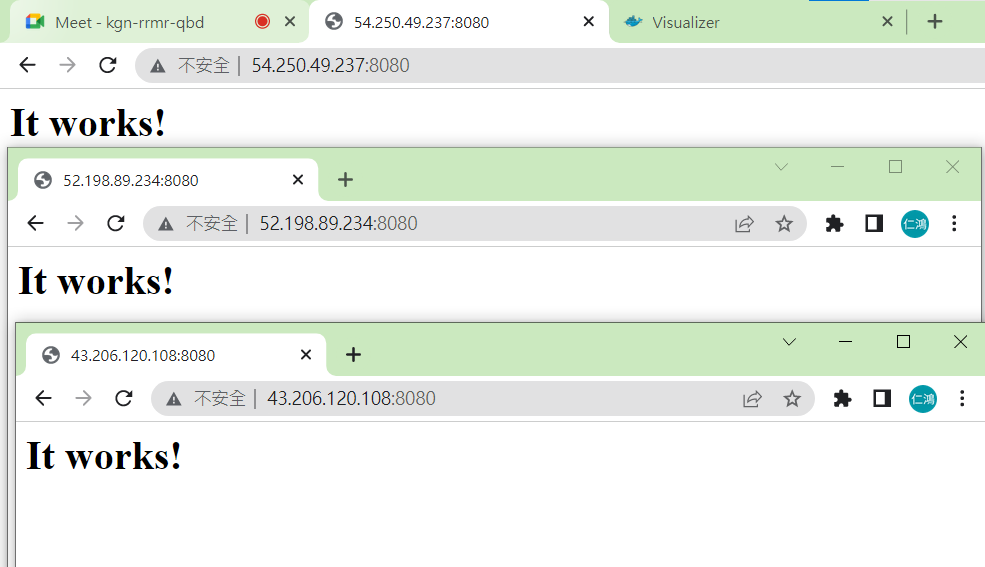 Meet - kgn-rrmr-qbd 54.250.49.237:8080 Visualizer
不安全 54.250.49.237:8080
It works!
52.198.89.234:8080
不安全 52.198.89.234:8080 仁鴻
It works!
43.206.120.108:8080
不安全 43.206.120.108:8080 仁鴻
It works!